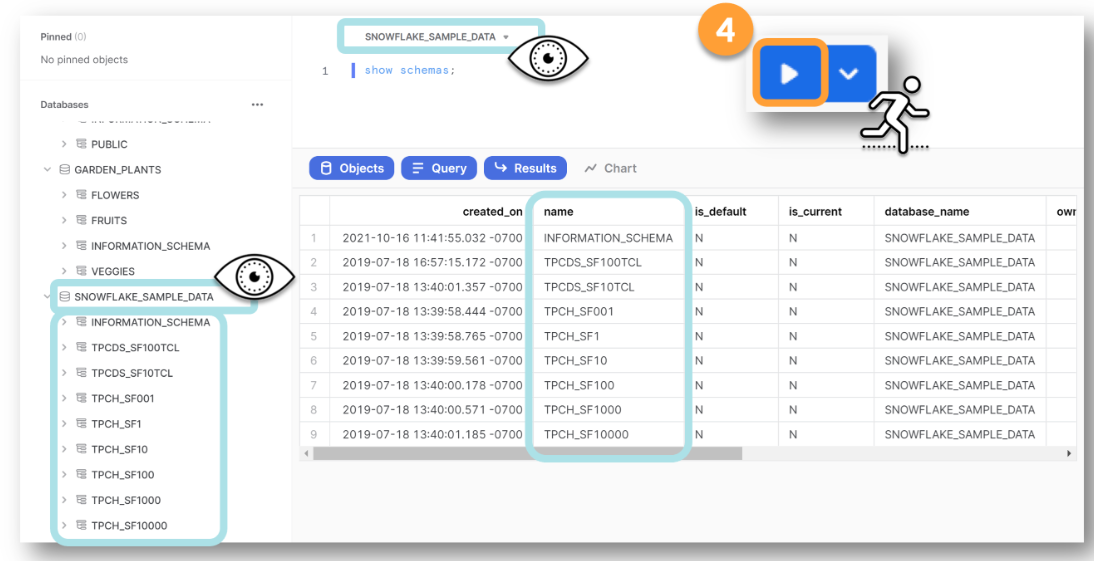 Pinned (0)
No pinned objects
Databases
...
INFORMATION_SCHEMA
PUBLIC
GARDEN_PLANTS
FLOWERS
FRUITS
INFORMATION_SCHEMA
VEGGIES
SNOWFLAKE_SAMPLE_DATA
INFORMATION_SCHEMA
TPCDS_SF100TCL
TPCDS_SF10TCL
TPCH_SF001
TPCH_SF1
TPCH_SF10
TPCH_SF100
TPCH_SF1000
TPCH_SF10000
SNOWFLAKE_SAMPLE_DATA
1 show schemas;
4
Objects Query Results Chart
created_on name is_default is_current database_name owr
1 2021-10-16 11:41:55.032 -0700 INFORMATION_SCHEMA N N SNOWFLAKE_SAMPLE_DATA
2 2019-07-18 16:57:15.172 -0700 TPCDS_SF100TCL N N SNOWFLAKE_SAMPLE_DATA
3 2019-07-18 13:40:01.357 -0700 TPCDS_SF10TCL N N SNOWFLAKE_SAMPLE_DATA
4 2019-07-18 13:39:58.444 -0700 TPCH_SF001 N N SNOWFLAKE_SAMPLE_DATA
5 2019-07-18 13:39:58.765 -0700 TPCH_SF1 N N SNOWFLAKE_SAMPLE_DATA
6 2019-07-18 13:39:59.561 -0700 TPCH_SF10 N N SNOWFLAKE_SAMPLE_DATA
7 2019-07-18 13:40:00.178 -0700 TPCH_SF100 N N SNOWFLAKE_SAMPLE_DATA
8 2019-07-18 13:40:00.571 -0700 TPCH_SF1000 N N SNOWFLAKE_SAMPLE_DATA
9 2019-07-18 13:40:01.185 -0700 TPCH_SF10000 N N SNOWFLAKE_SAMPLE_DATA